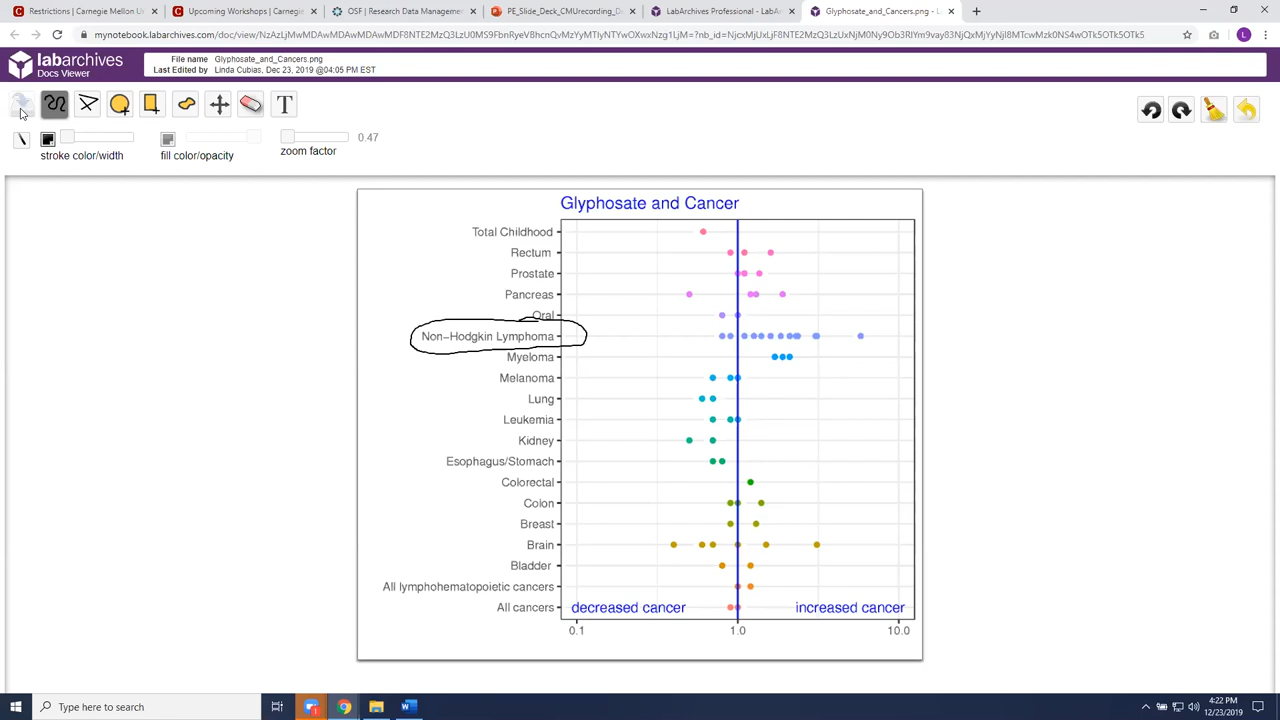 Restrictions | Carnegie Mellon Un
Upcoming Workshops | Carnegie
OSF | Research Data Managemen
PE_Slide_Deck_CMUrecording_De
LabArchives Professional - LabAr
Glyphosate_and_Cancers.png - L
labarchives
Docs Viewer
File name Glyphosate_and_Cancers.png
Last Edited by Linda Cubias, Dec 23, 2019 @04:05 PM EST
L
T
stroke color/width
fill color/opacity
zoom factor
0.47
Glyphosate and Cancer
Total Childhood
Rectum
Prostate
Pancreas
Oral
Non−Hodgkin Lymphoma
Myeloma
Melanoma
Lung
Leukemia
Kidney
Esophagus/Stomach
Colorectal
Colon
Breast
Brain
Bladder
All lymphohematopoietic cancers
All cancers
decreased cancer
increased cancer
0.1
1.0
10.0
Type here to search
4:22 PM
12/23/2019